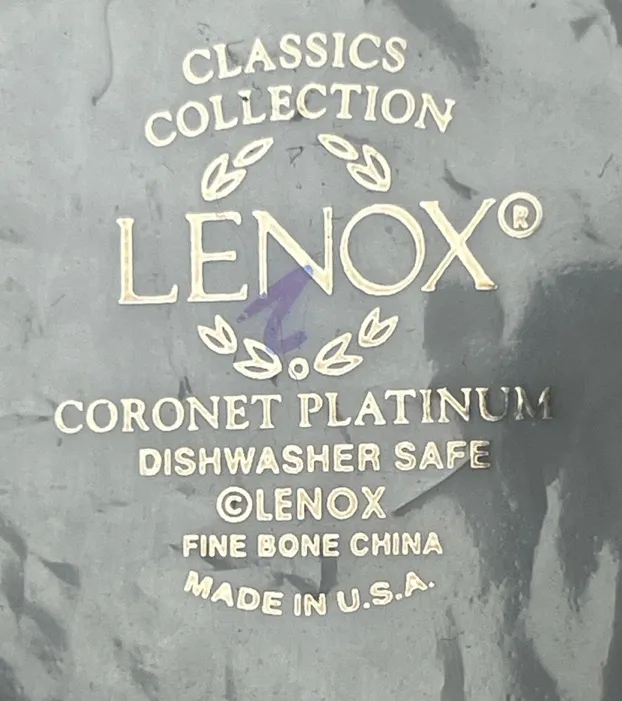 CLASSICS
COLLECTION
LENOX®
CORONET PLATINUM
DISHWASHER SAFE
©LENOX
FINE BONE CHINA
MADE IN U.S.A.